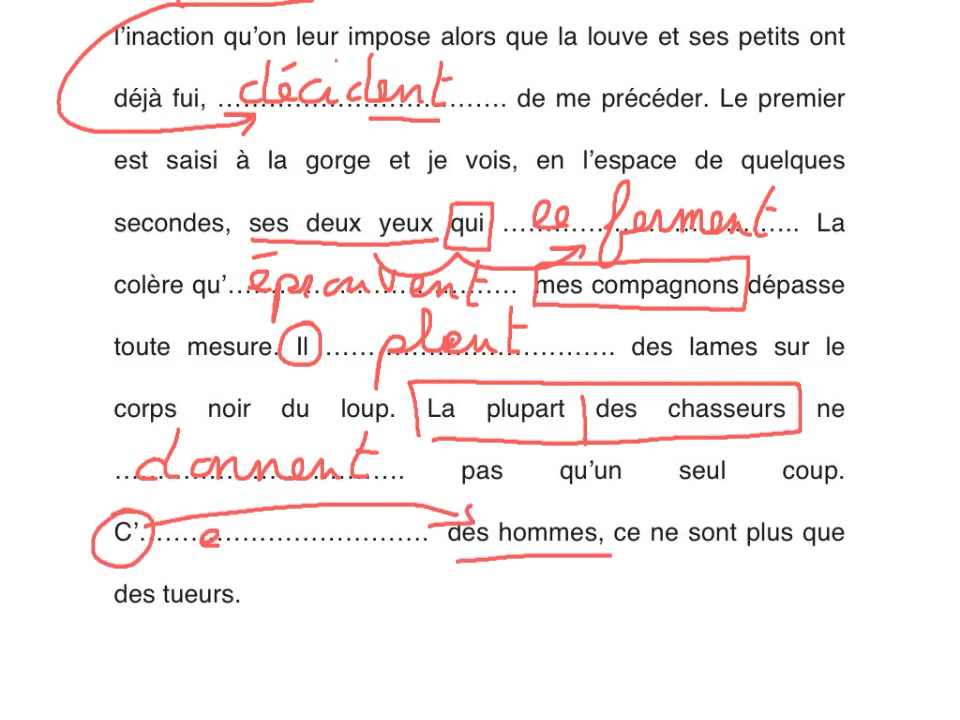 l'inaction qu'on leur impose alors que la louve et ses petits ont
déjà fui, décident de me précéder. Le premier
est saisi à la gorge et je vois, en l'espace de quelques
secondes, ses deux yeux qui se ferment. La
colère qu'éprouvent mes compagnons dépasse
toute mesure. Il pleut des lames sur le
corps noir du loup. La plupart des chasseurs ne
donnent pas qu'un seul coup.
C'e des hommes, ce ne sont plus que
des tueurs.